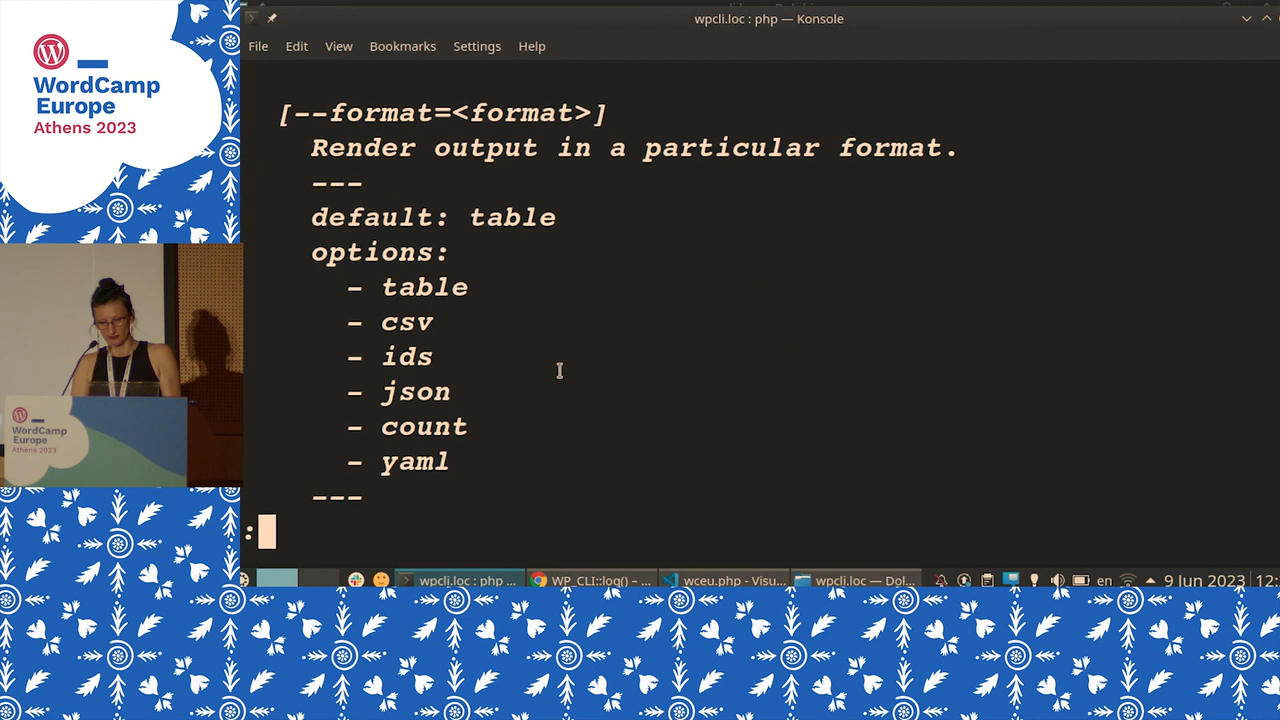 WordCamp
Europe
Athens 2023
wpcli.loc : php — Konsole
File Edit View Bookmarks Settings Help
[--format=<format>]
Render output in a particular format.
---
default: table
options:
- table
- csv
- ids
- json
- count
- yaml
---
:
WordCamp
Europe
Athens 2023
wpcli.loc : php ... WP_CLI::log() – ... wceu.php - Visu... wpcli.loc — Dol... en 9 Jun 2023 12: